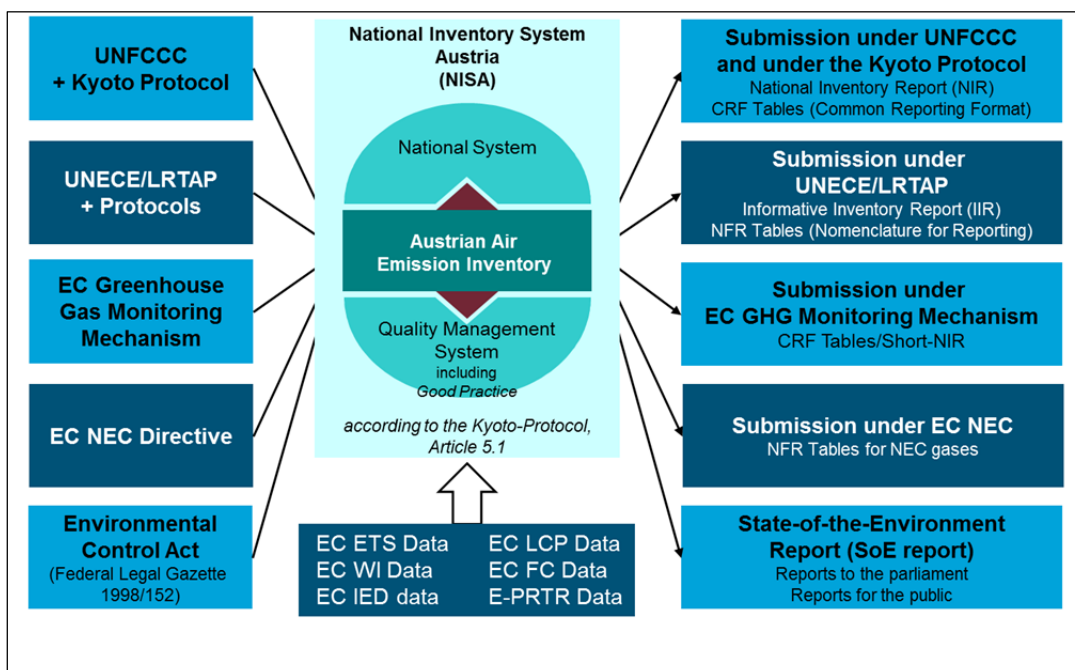 UNFCCC
+ Kyoto Protocol
UNECE/LRTAP
+ Protocols
EC Greenhouse
Gas Monitoring
Mechanism
EC NEC Directive
Environmental
Control Act
(Federal Legal Gazette
1998/152)
National Inventory System
Austria
(NISA)
National System
Austrian Air
Emission Inventory
Quality Management
System
including
Good Practice
according to the Kyoto-Protocol,
Article 5.1
EC ETS Data EC LCP Data
EC WI Data EC FC Data
EC IED data E-PRTR Data
Submission under UNFCCC
and under the Kyoto Protocol
National Inventory Report (NIR)
CRF Tables (Common Reporting Format)
Submission under
UNECE/LRTAP
Informative Inventory Report (IIR)
NFR Tables (Nomenclature for Reporting)
Submission under
EC GHG Monitoring Mechanism
CRF Tables/Short-NIR
Submission under EC NEC
NFR Tables for NEC gases
State-of-the-Environment
Report (SoE report)
Reports to the parliament
Reports for the public